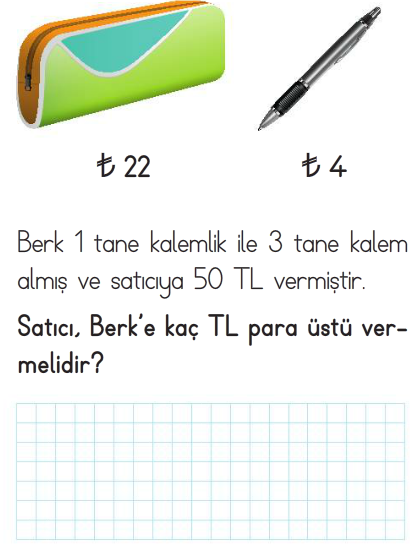 ₺ 22 ₺ 4
Berk 1 tane kalemlik ile 3 tane kalem
almış ve satıcıya 50 TL vermiştir.
Satıcı, Berk'e kaç TL para üstü ver-
melidir?